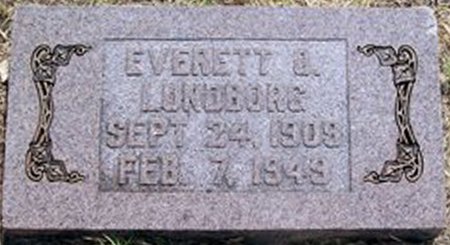 EVERETT O.
LUNDBORG
SEPT. 24, 1909
FEB. 7, 1949